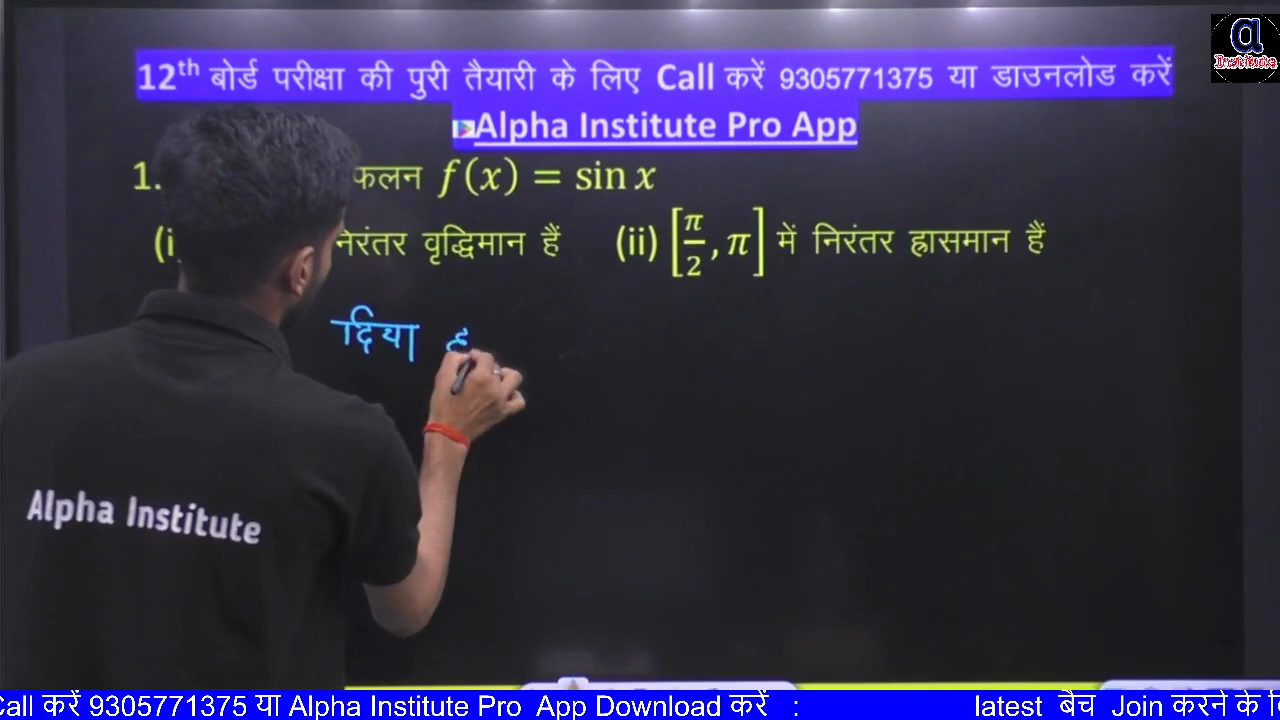 12th बोर्ड परीक्षा की पुरी तैयारी के लिए Call करें 9305771375 या डाउनलोड करें
Alpha Institute Pro App
α
Institute
1. फलन f(x) = sin x
(i निरंतर वृद्धिमान हैं (ii) [π/2, π] में निरंतर ह्रासमान हैं
दिया
Alpha Institute
Call करें 9305771375 या Alpha Institute Pro App Download करें : latest बैच Join करने के